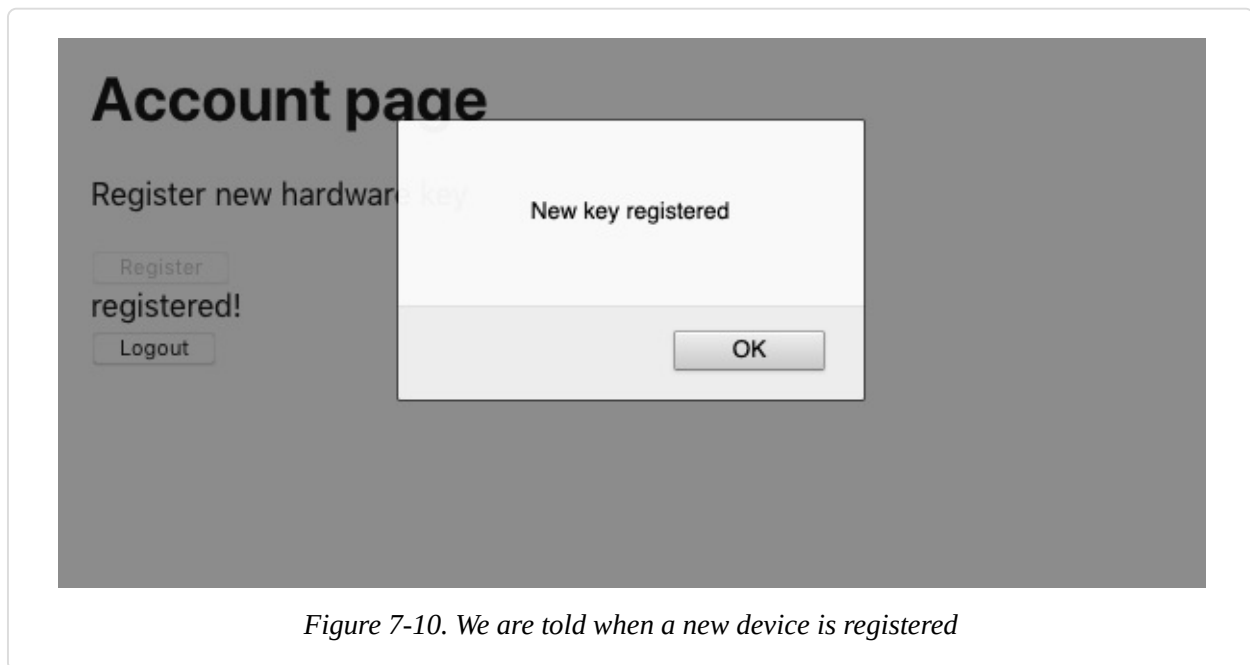 Account page
Register new hardware key
New key registered
Register
registered!
Logout
OK
Figure 7-10. We are told when a new device is registered